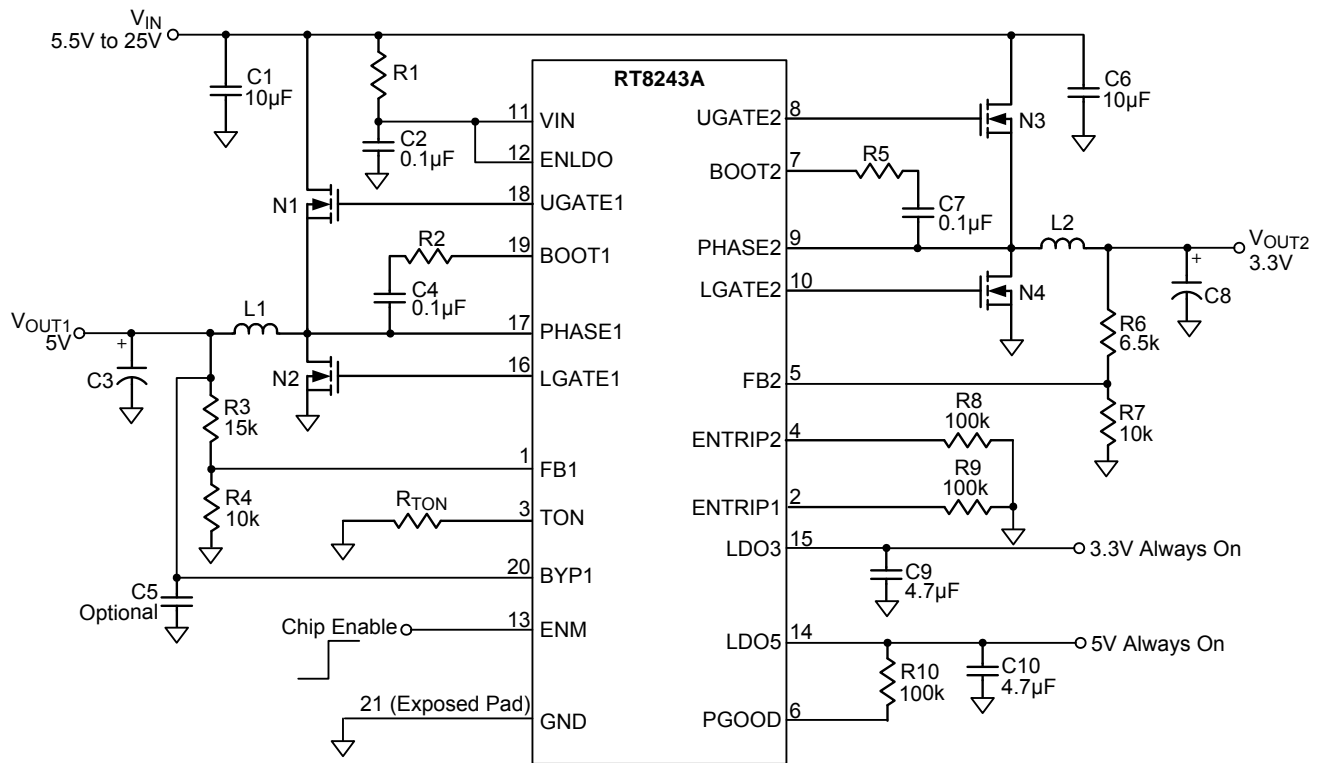 VIN
5.5V to 25V
C1
10µF
R1
C2
0.1µF
RT8243A
11
VIN
12
ENLDO
N1
18
UGATE1
R2
19
BOOT1
C4
0.1µF
VOUT1
5V
L1
17
PHASE1
C3
N2
16
LGATE1
R3
15k
1
FB1
R4
10k
RTON
3
TON
C5
Optional
20
BYP1
Chip Enable
13
ENM
21 (Exposed Pad)
GND
UGATE2
8
N3
C6
10µF
BOOT2
7
R5
C7
0.1µF
PHASE2
9
L2
VOUT2
3.3V
LGATE2
10
N4
C8
R6
6.5k
FB2
5
R7
10k
ENTRIP2
4
R8
100k
ENTRIP1
2
R9
100k
LDO3
15
3.3V Always On
C9
4.7µF
LDO5
14
5V Always On
R10
100k
C10
4.7µF
PGOOD
6